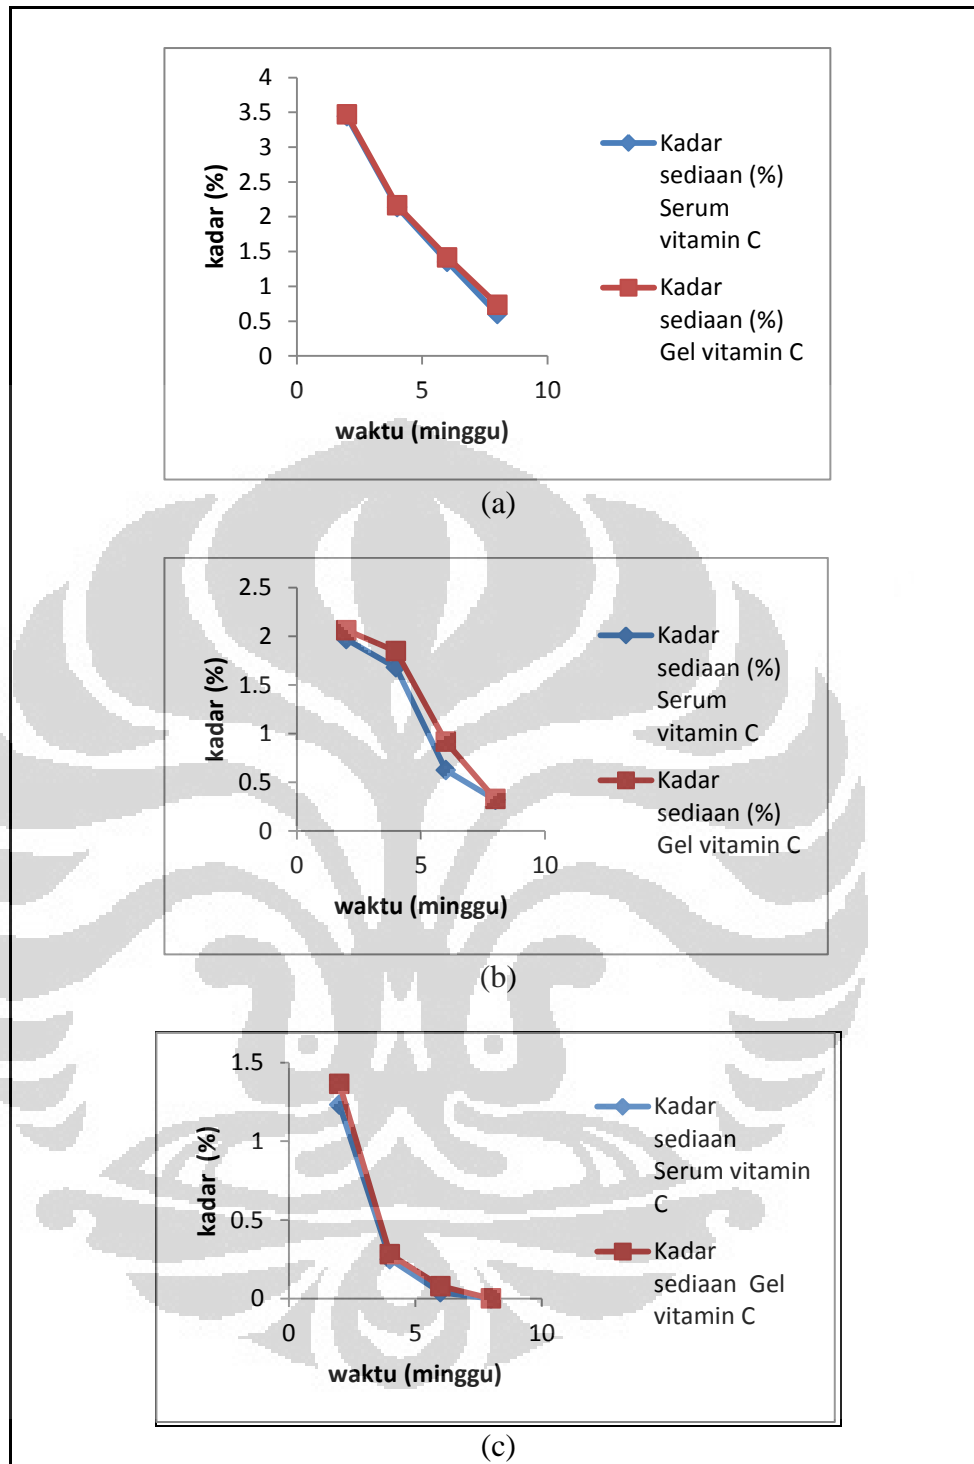 4
3.5
3
2.5
2
1.5
1
0.5
0
kadar (%)
0 5 10
waktu (minggu)
Kadar
sediaan (%)
Serum
vitamin C
Kadar
sediaan (%)
Gel vitamin C
(a)
2.5
2
1.5
1
0.5
0
kadar (%)
0 5 10
waktu (minggu)
Kadar
sediaan (%)
Serum
vitamin C
Kadar
sediaan (%)
Gel vitamin C
(b)
1.5
1
0.5
0
kadar (%)
0 5 10
waktu (minggu)
Kadar
sediaan
Serum vitamin
C
Kadar
sediaan Gel
vitamin C
(c)